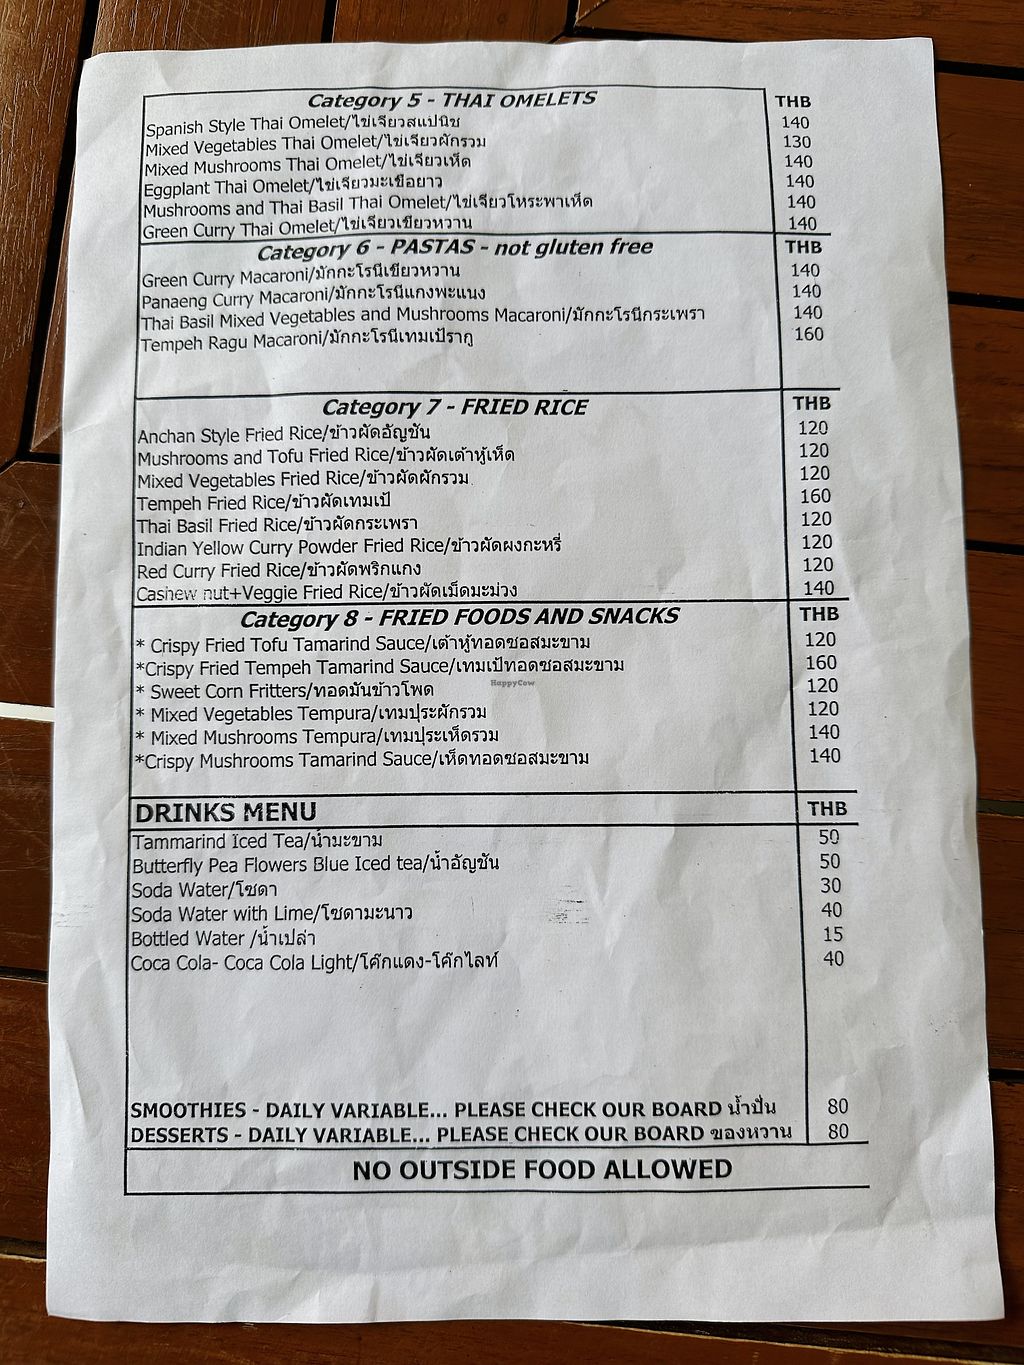 Category 5 - THAI OMELETS THB
Spanish Style Thai Omelet/ไข่เจียวสแปนิช 140
Mixed Vegetables Thai Omelet/ไข่เจียวผักรวม 130
Mixed Mushrooms Thai Omelet/ไข่เจียวเห็ด 140
Eggplant Thai Omelet/ไข่เจียวมะเขือยาว 140
Mushrooms and Thai Basil Thai Omelet/ไข่เจียวโหระพาเห็ด 140
Green Curry Thai Omelet/ไข่เจียวเขียวหวาน 140
Category 6 - PASTAS - not gluten free THB
Green Curry Macaroni/มักกะโรนีเขียวหวาน 140
Panaeng Curry Macaroni/มักกะโรนีแกงพะแนง 140
Thai Basil Mixed Vegetables and Mushrooms Macaroni/มักกะโรนีกระเพรา 140
Tempeh Ragu Macaroni/มักกะโรนีเทมเป้รากู 160
Category 7 - FRIED RICE THB
Anchan Style Fried Rice/ข้าวผัดอัญชัน 120
Mushrooms and Tofu Fried Rice/ข้าวผัดเต้าหู้เห็ด 120
Mixed Vegetables Fried Rice/ข้าวผัดผักรวม 120
Tempeh Fried Rice/ข้าวผัดเทมเป้ 160
Thai Basil Fried Rice/ข้าวผัดกระเพรา 120
Indian Yellow Curry Powder Fried Rice/ข้าวผัดผงกะหรี่ 120
Red Curry Fried Rice/ข้าวผัดพริกแกง 120
Cashew nut+Veggie Fried Rice/ข้าวผัดเม็ดมะม่วง 140
Category 8 - FRIED FOODS AND SNACKS THB
* Crispy Fried Tofu Tamarind Sauce/เต้าหู้ทอดซอสมะขาม 120
*Crispy Fried Tempeh Tamarind Sauce/เทมเป้ทอดซอสมะขาม 160
* Sweet Corn Fritters/ทอดมันข้าวโพด 120
HappyCow
* Mixed Vegetables Tempura/เทมปุระผักรวม 120
* Mixed Mushrooms Tempura/เทมปุระเห็ดรวม 140
*Crispy Mushrooms Tamarind Sauce/เห็ดทอดซอสมะขาม 140
DRINKS MENU THB
Tammarind Iced Tea/น้ำมะขาม 50
Butterfly Pea Flowers Blue Iced tea/น้ำอัญชัน 50
Soda Water/โซดา 30
Soda Water with Lime/โซดามะนาว 40
Bottled Water /น้ำเปล่า 15
Coca Cola- Coca Cola Light/โค๊กแดง-โค๊กไลท์ 40
SMOOTHIES - DAILY VARIABLE... PLEASE CHECK OUR BOARD น้ำปั่น 80
DESSERTS - DAILY VARIABLE... PLEASE CHECK OUR BOARD ของหวาน 80
NO OUTSIDE FOOD ALLOWED